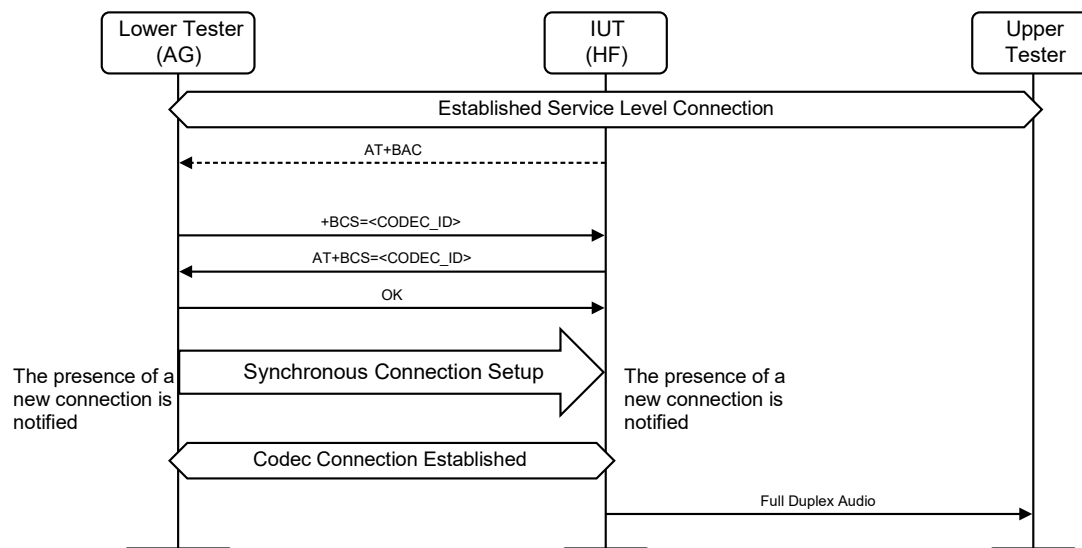 Lower Tester
(AG)
IUT
(HF)
Upper
Tester
Established Service Level Connection
AT+BAC
+BCS=<CODEC_ID>
AT+BCS=<CODEC_ID>
OK
Synchronous Connection Setup
The presence of a
new connection is
notified
The presence of a
new connection is
notified
Codec Connection Established
Full Duplex Audio